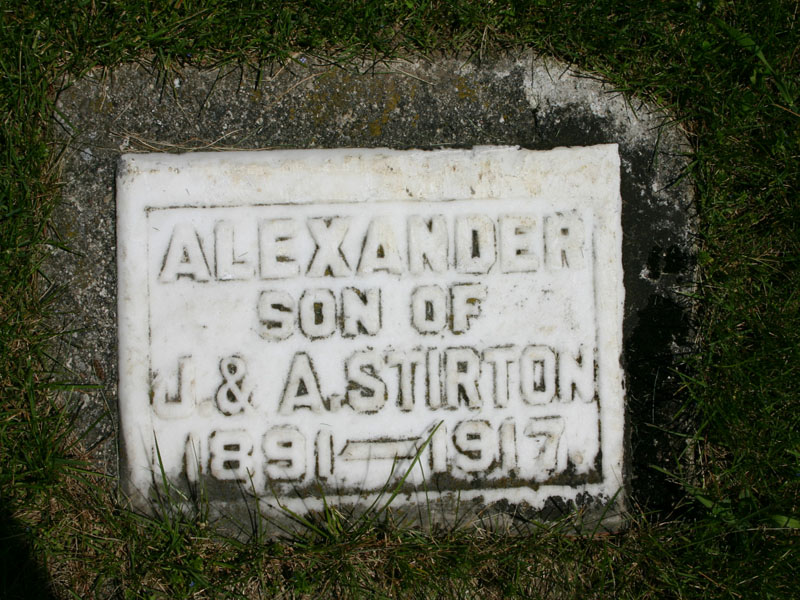 ALEXANDER
SON OF
J. & A. STIRTON
1891 — 1917.